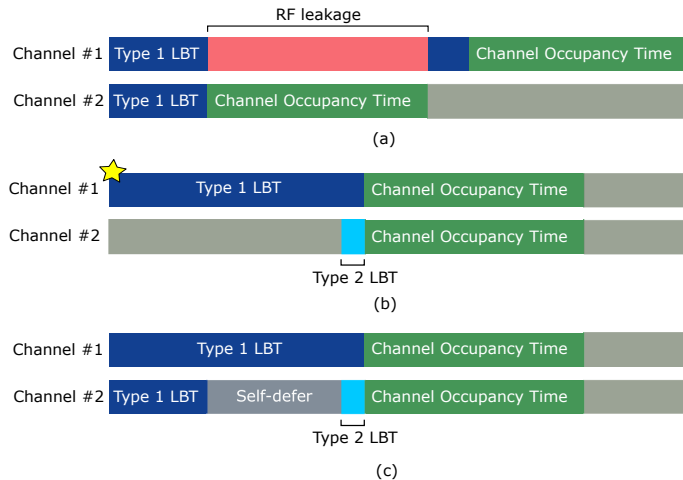 RF leakage
Channel #1 Type 1 LBT Channel Occupancy Time
Channel #2 Type 1 LBT Channel Occupancy Time
(a)
Channel #1 Type 1 LBT Channel Occupancy Time
Channel #2 Channel Occupancy Time
Type 2 LBT
(b)
Channel #1 Type 1 LBT Channel Occupancy Time
Channel #2 Type 1 LBT Self-defer Channel Occupancy Time
Type 2 LBT
(c)